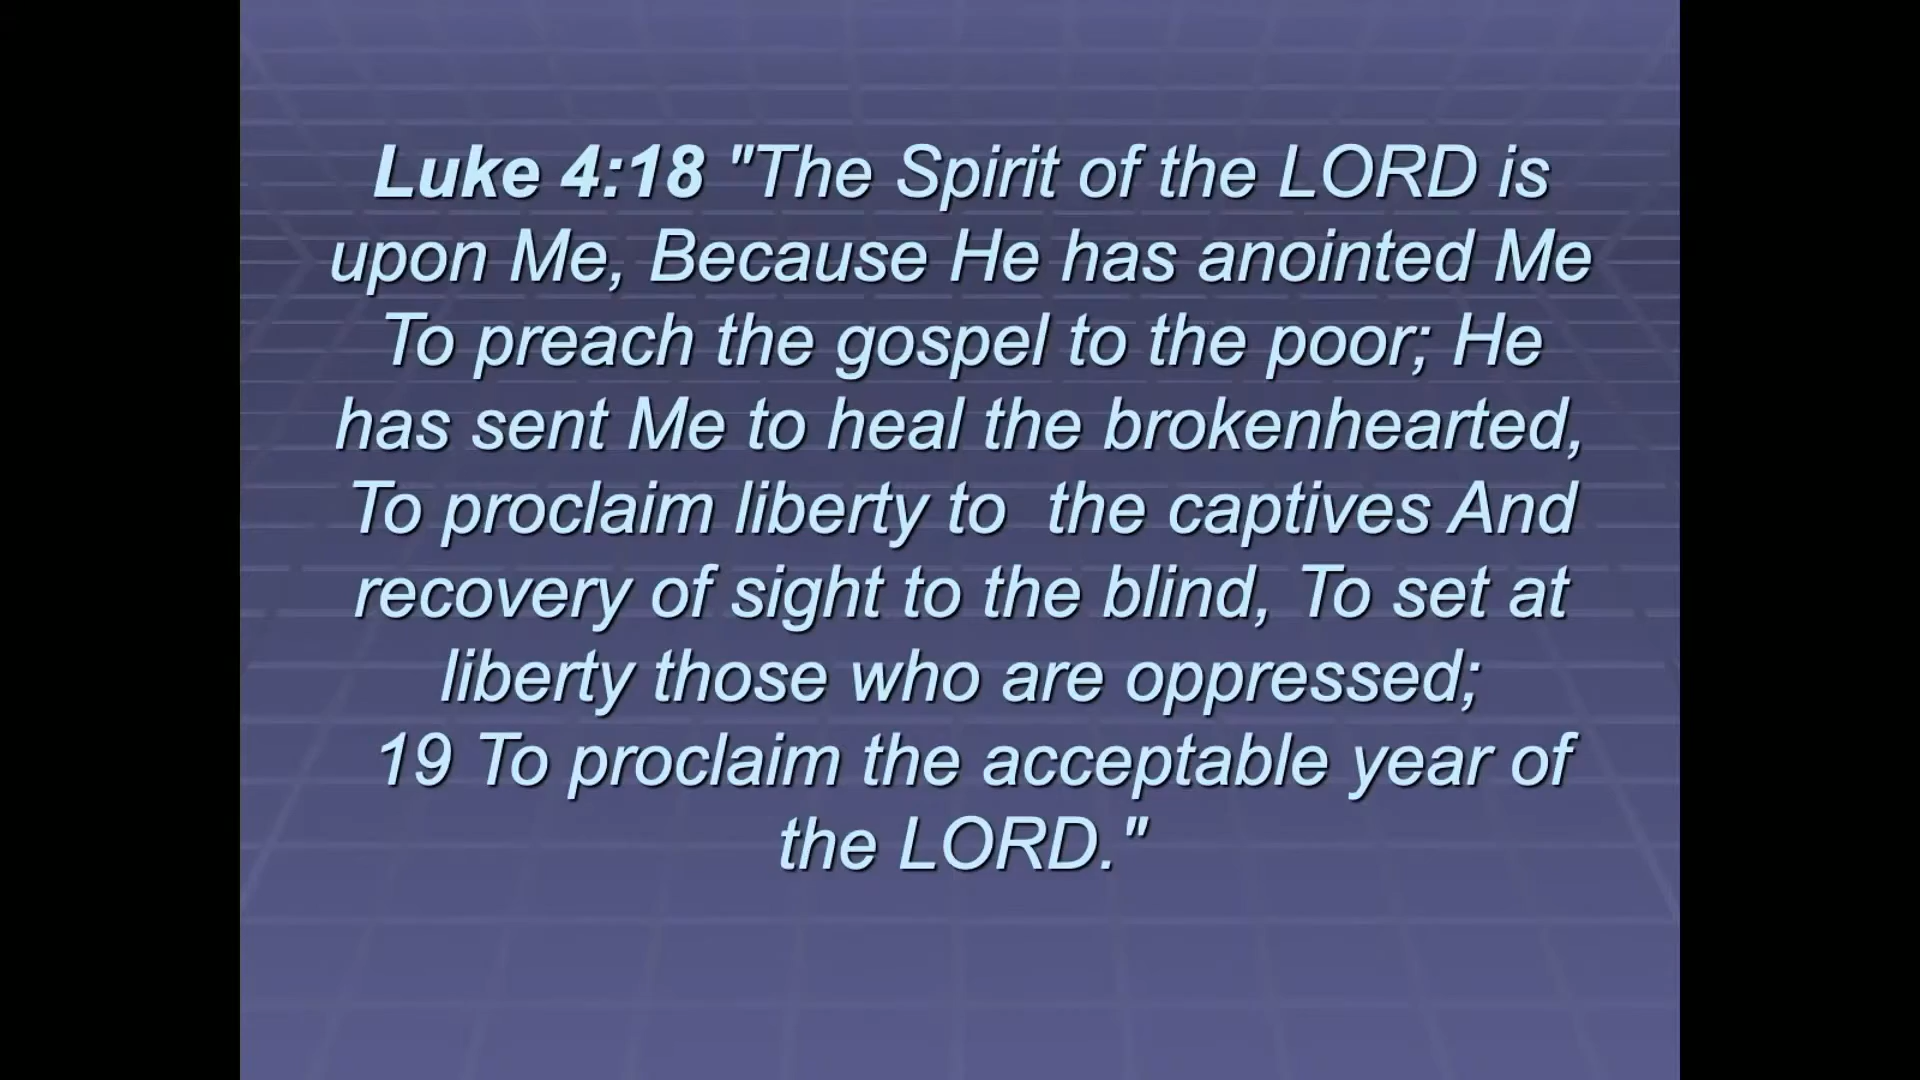 Luke 4:18 "The Spirit of the LORD is
upon Me, Because He has anointed Me
To preach the gospel to the poor; He
has sent Me to heal the brokenhearted,
To proclaim liberty to  the captives And
recovery of sight to the blind, To set at
liberty those who are oppressed;
19 To proclaim the acceptable year of
the LORD."